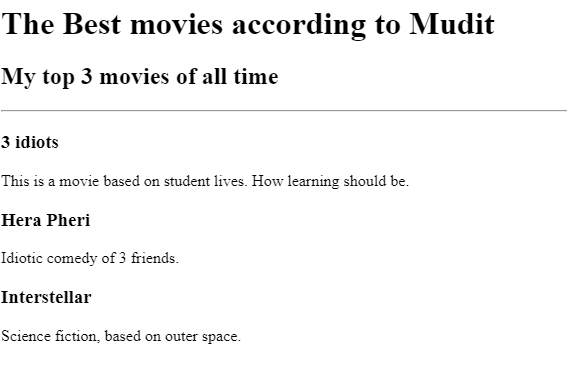 The Best movies according to Mudit
My top 3 movies of all time
3 idiots
This is a movie based on student lives. How learning should be.
Hera Pheri
Idiotic comedy of 3 friends.
Interstellar
Science fiction, based on outer space.